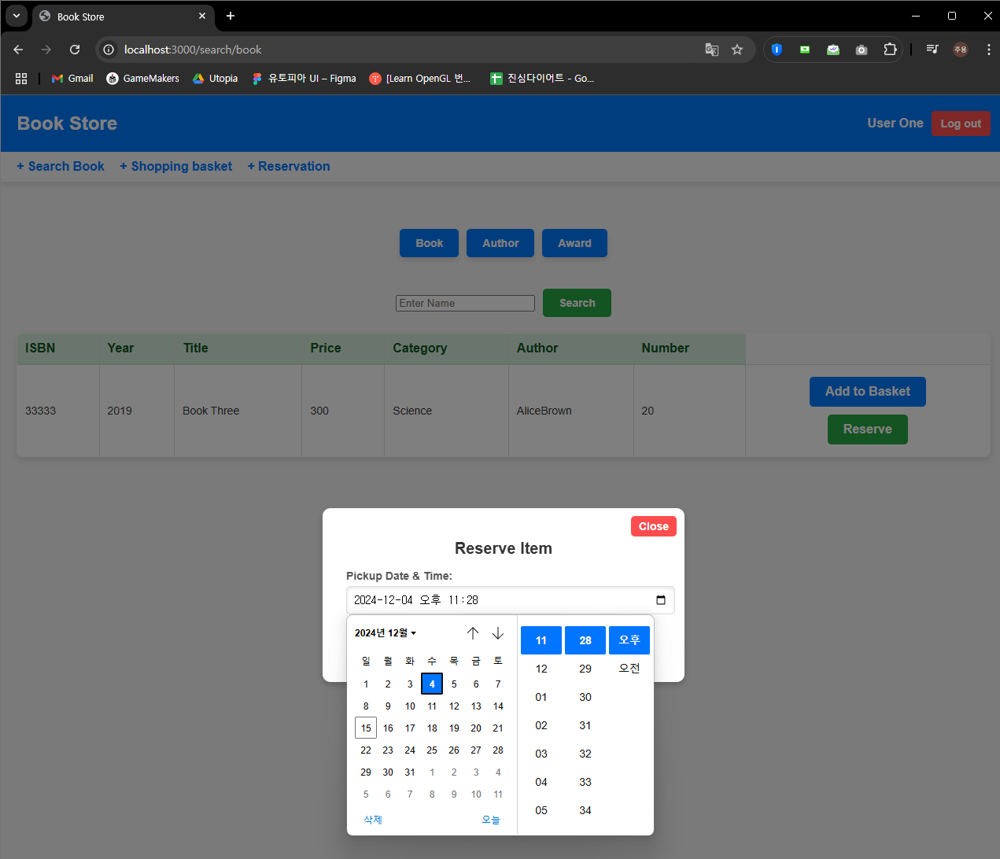 Book Store
localhost:3000/search/book
주용
Gmail
GameMakers
Utopia
유토피아 UI – Figma
[Learn OpenGL 번...
진심다이어트 - Go...
Book Store
User One
Log out
+ Search Book
+ Shopping basket
+ Reservation
Book
Author
Award
Enter Name
Search
ISBN Year Title Price Category Author Number
33333 2019 Book Three 300 Science AliceBrown 20
Add to Basket
Reserve
Close
Reserve Item
Pickup Date & Time:
2024-12-04 오후 11:28
2024년 12월
일 월 화 수 목 금 토
1 2 3 4 5 6 7
8 9 10 11 12 13 14
15 16 17 18 19 20 21
22 23 24 25 26 27 28
29 30 31 1 2 3 4
5 6 7 8 9 10 11
삭제 오늘
11 28 오후
12 29 오전
01 30
02 31
03 32
04 33
05 34